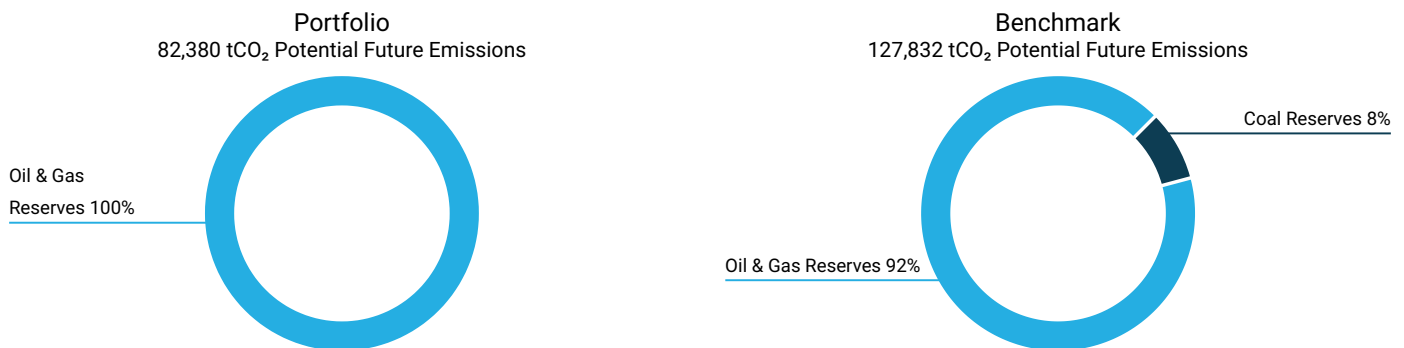 Portfolio
82,380 tCO₂ Potential Future Emissions
Oil & Gas
Reserves 100%
Benchmark
127,832 tCO₂ Potential Future Emissions
Coal Reserves 8%
Oil & Gas Reserves 92%